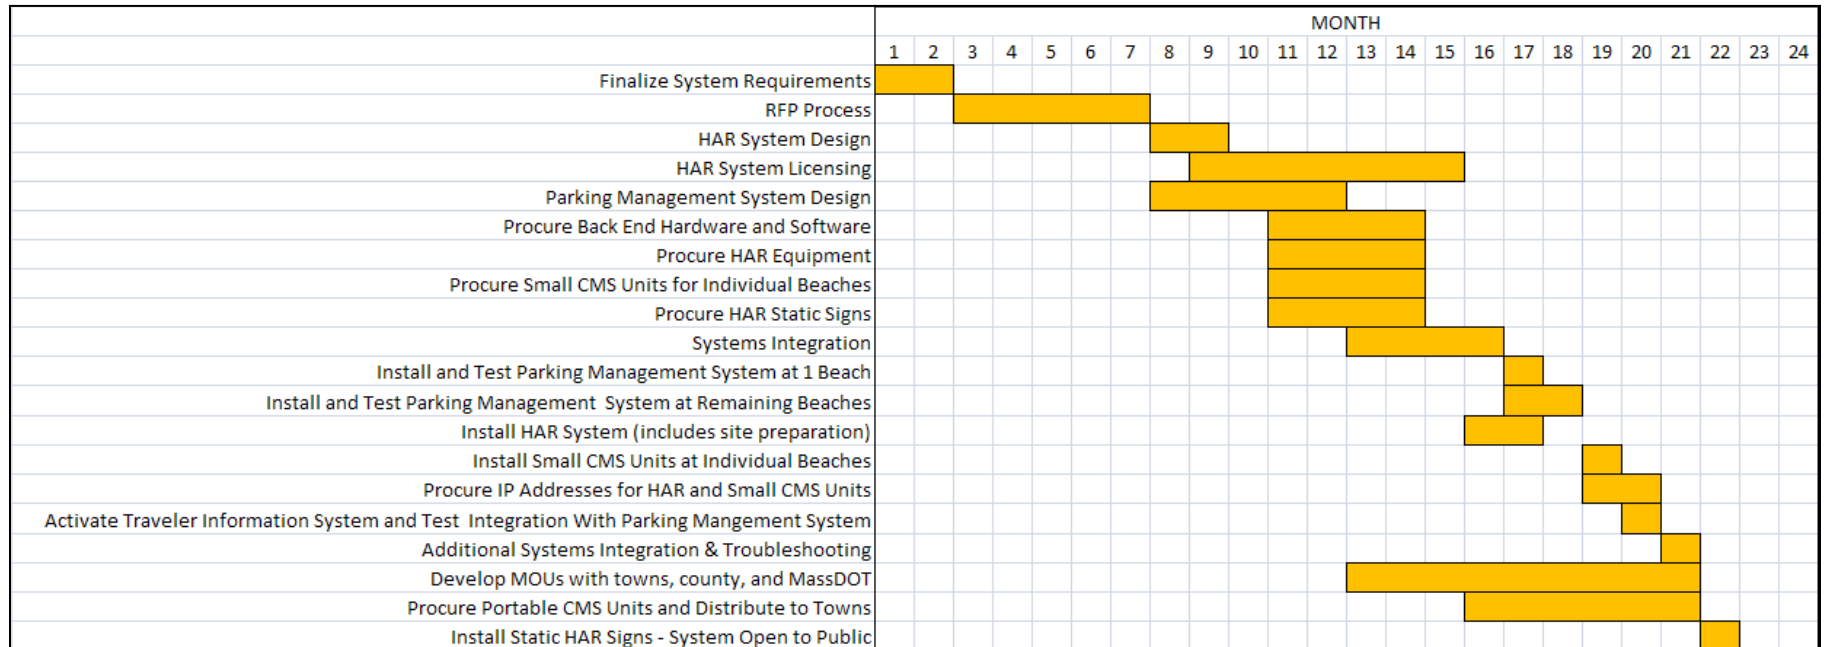 MONTH
1 2 3 4 5 6 7 8 9 10 11 12 13 14 15 16 17 18 19 20 21 22 23 24
Finalize System Requirements
RFP Process
HAR System Design
HAR System Licensing
Parking Management System Design
Procure Back End Hardware and Software
Procure HAR Equipment
Procure Small CMS Units for Individual Beaches
Procure HAR Static Signs
Systems Integration
Install and Test Parking Management System at 1 Beach
Install and Test Parking Management  System at Remaining Beaches
Install HAR System (includes site preparation)
Install Small CMS Units at Individual Beaches
Procure IP Addresses for HAR and Small CMS Units
Activate Traveler Information System and Test  Integration With Parking Mangement System
Additional Systems Integration & Troubleshooting
Develop MOUs with towns, county, and MassDOT
Procure Portable CMS Units and Distribute to Towns
Install Static HAR Signs - System Open to Public